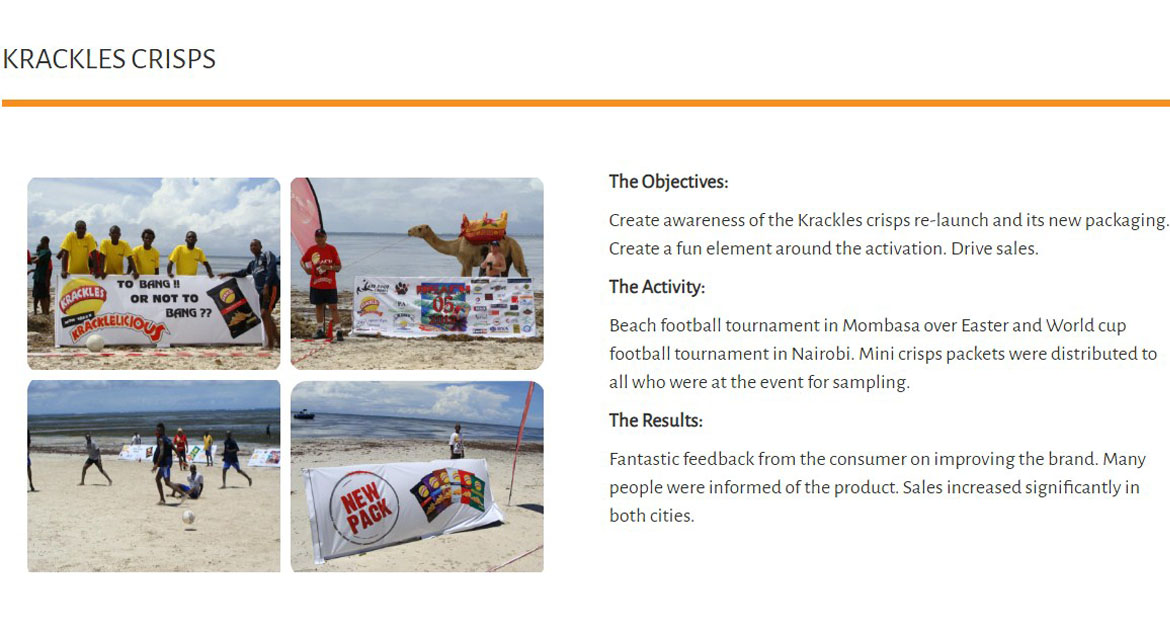 KRACKLES CRISPS
TO BANG !!
OR NOT TO
BANG ??
KRACKLES
KRACKLELICIOUS
05
NEW
PACK
The Objectives:
Create awareness of the Krackles crisps re-launch and its new packaging.
Create a fun element around the activation. Drive sales.
The Activity:
Beach football tournament in Mombasa over Easter and World cup
football tournament in Nairobi. Mini crisps packets were distributed to
all who were at the event for sampling.
The Results:
Fantastic feedback from the consumer on improving the brand. Many
people were informed of the product. Sales increased significantly in
both cities.